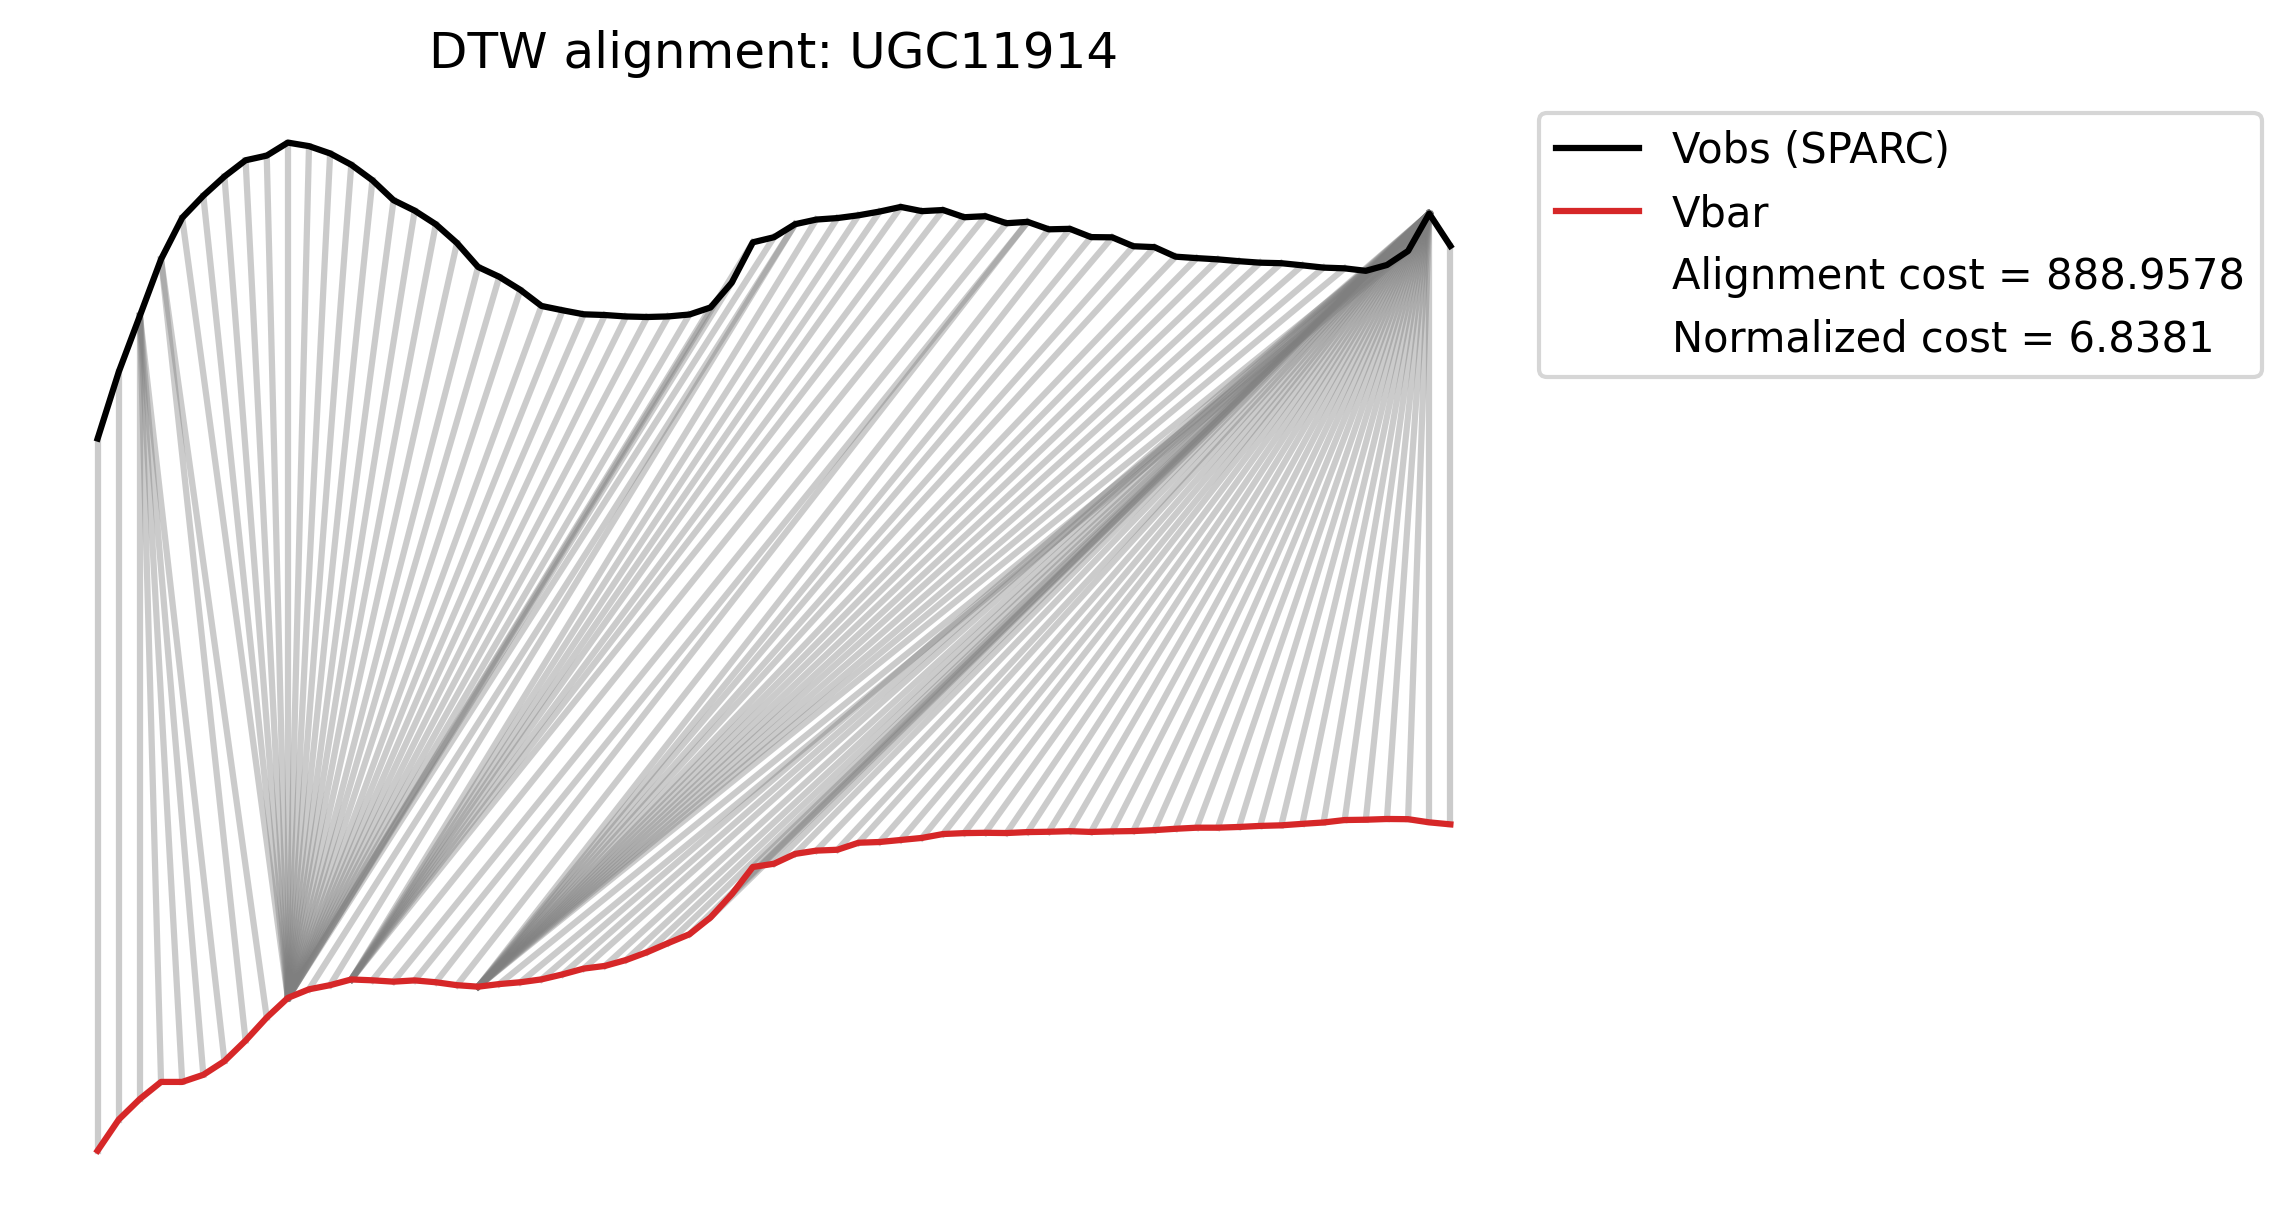 DTW alignment: UGC11914
Vobs (SPARC)
Vbar
Alignment cost = 888.9578
Normalized cost = 6.8381